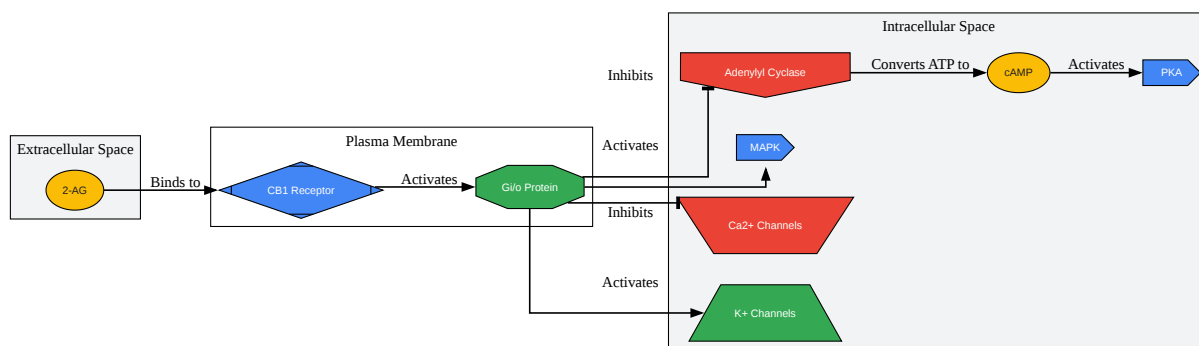 Intracellular Space
Inhibits
Adenylyl Cyclase
Converts ATP to
cAMP
Activates
PKA
Extracellular Space
2-AG
Binds to
Plasma Membrane
CB1 Receptor
Activates
Gi/o Protein
Activates
MAPK
Inhibits
Ca2+ Channels
Activates
K+ Channels